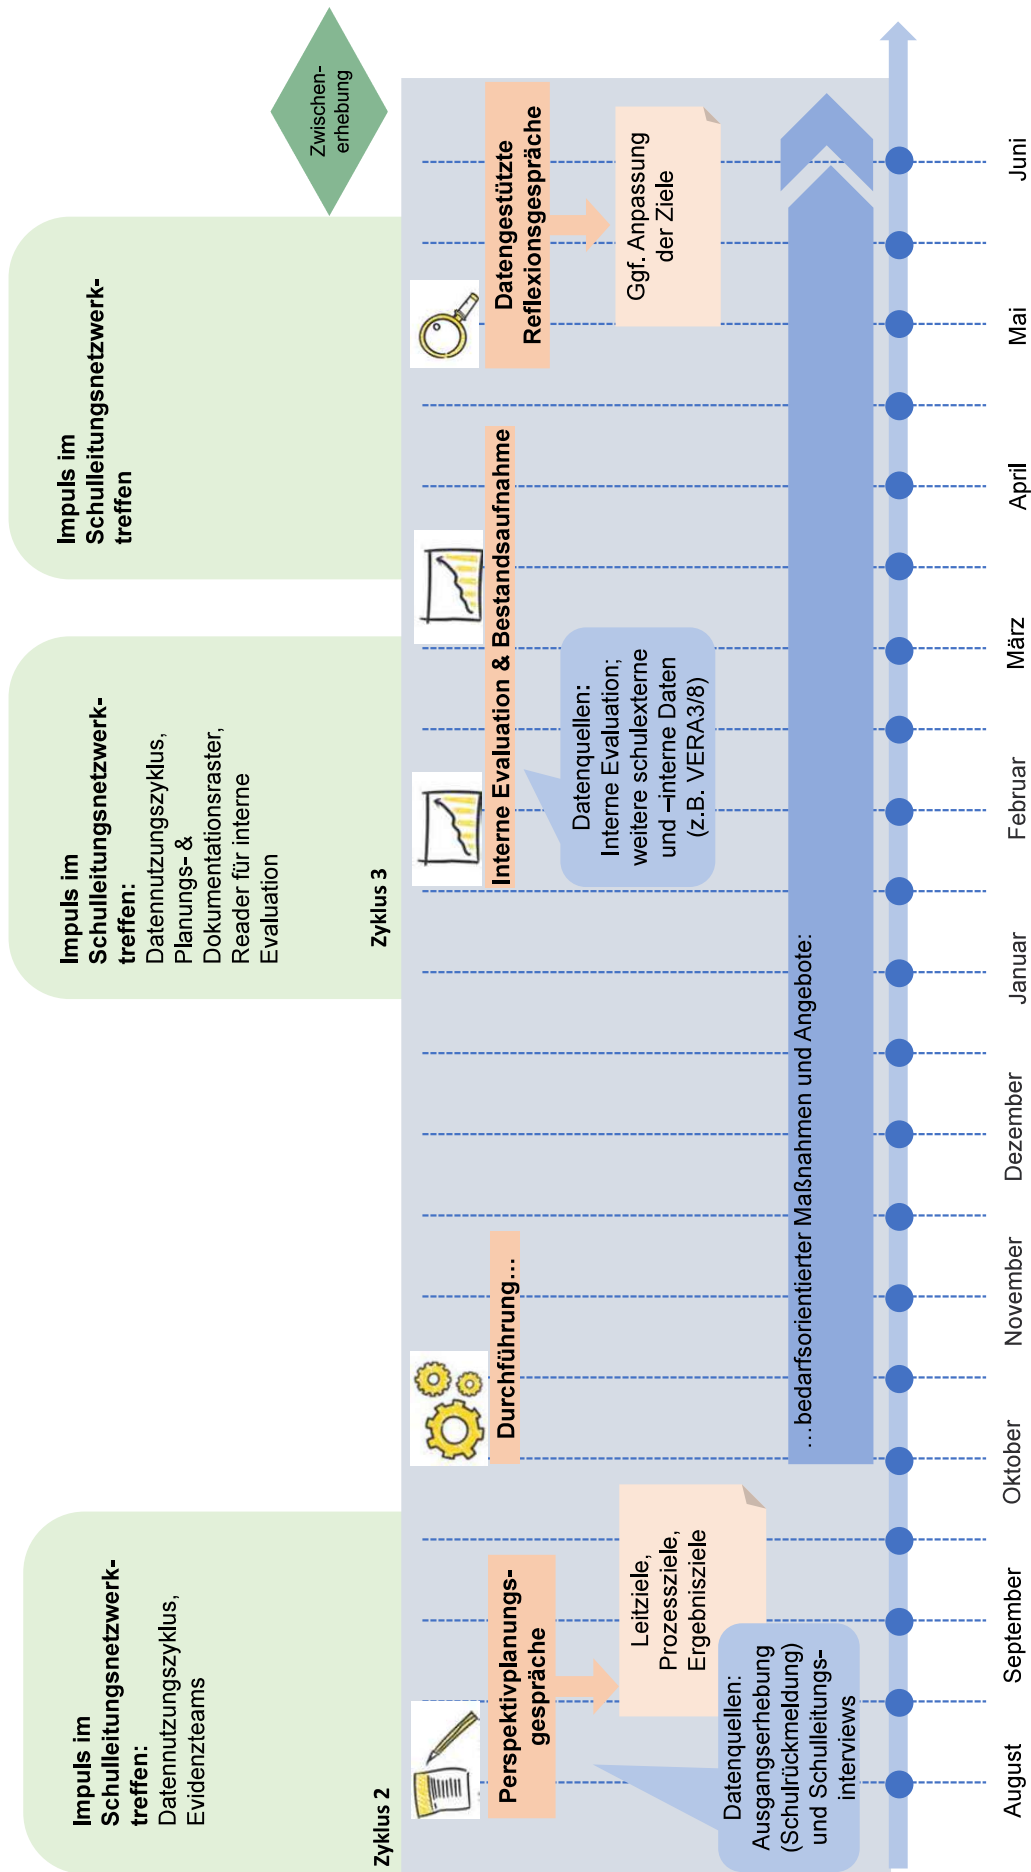 Impuls im
Schulleitungsnetzwerk-
treffen:
Datennutzungszyklus,
Evidenzteams
Zyklus 2
Impuls im
Schulleitungsnetzwerk-
treffen:
Datennutzungszyklus,
Planungs- &
Dokumentationsraster,
Reader für interne
Evaluation
Zyklus 3
Impuls im
Schulleitungsnetzwerk-
treffen
Zwischen-
erhebung
Perspektivplanungs-
gespräche
Leitziele,
Prozessziele,
Ergebnisziele
Datenquellen:
Ausgangserhebung
(Schulrückmeldung)
und Schulleitungs-
interviews
Durchführung…
…bedarfsorientierter Maßnahmen und Angebote:
Interne Evaluation & Bestandsaufnahme
Datenquellen:
Interne Evaluation;
weitere schulexterne
und –interne Daten
(z.B. VERA3/8)
Datengestützte
Reflexionsgespräche
Ggf. Anpassung
der Ziele
August
September
Oktober
November
Dezember
Januar
Februar
März
April
Mai
Juni